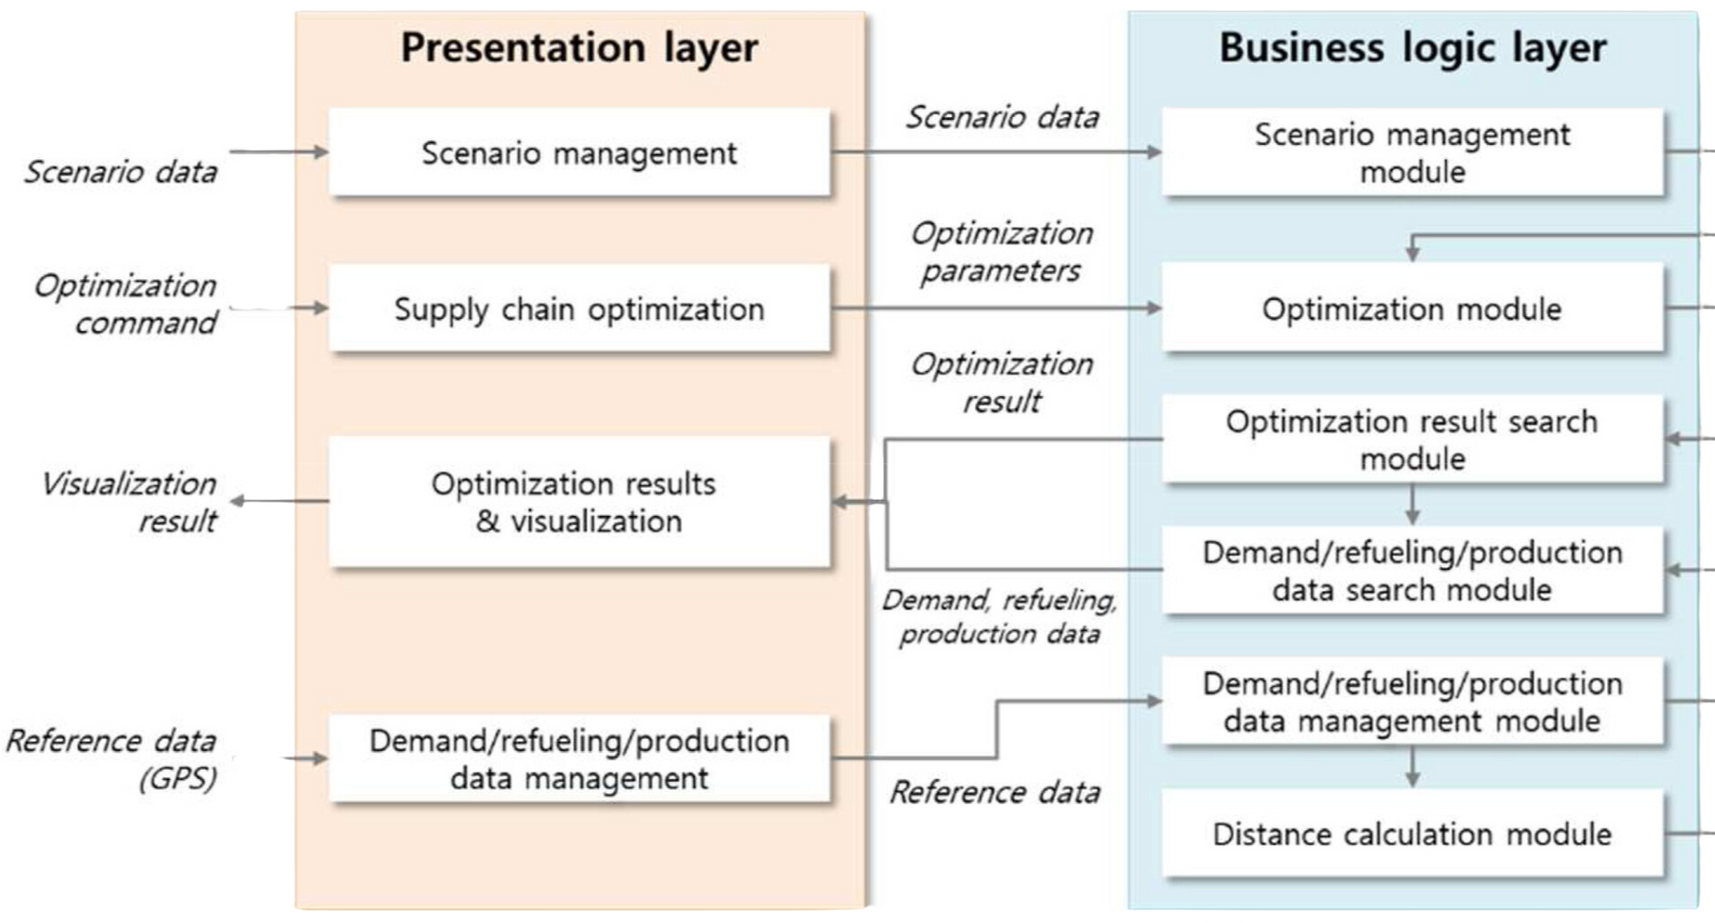 Presentation layer
Business logic layer
Scenario data
Scenario management
Scenario data
Scenario management
module
Optimization
command
Supply chain optimization
Optimization
parameters
Optimization module
Optimization
result
Optimization result search
module
Visualization
result
Optimization results
& visualization
Demand/refueling/production
data search module
Demand, refueling,
production data
Demand/refueling/production
data management module
Reference data
(GPS)
Demand/refueling/production
data management
Reference data
Distance calculation module